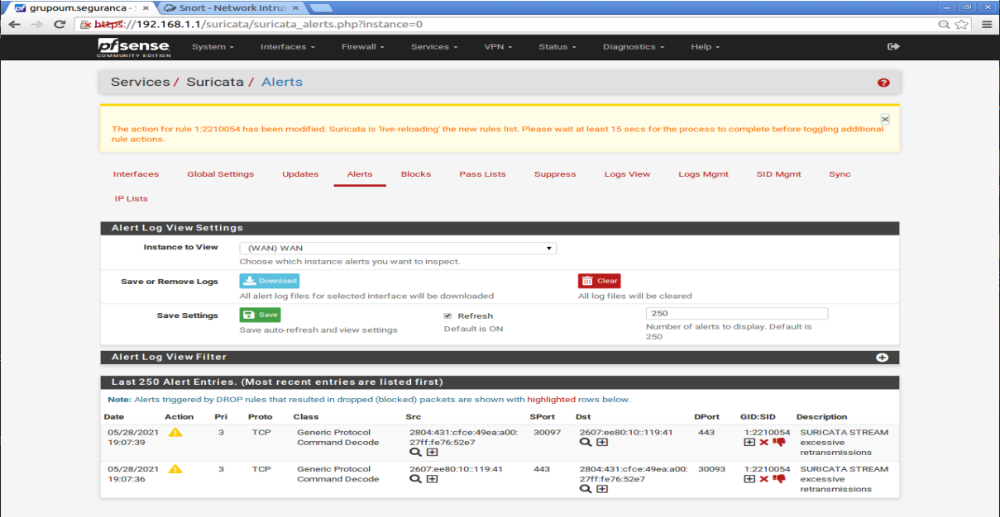 grupoum.seguranca - S
Snort - Network Intrus
https://192.168.1.1/suricata/suricata_alerts.php?instance=0
pfsense
COMMUNITY EDITION
System Interfaces Firewall Services VPN Status Diagnostics Help
Services / Suricata / Alerts
The action for rule 1:2210054 has been modified. Suricata is 'live-reloading' the new rules list. Please wait at least 15 secs for the process to complete before toggling additional
rule actions.
Interfaces Global Settings Updates Alerts Blocks Pass Lists Suppress Logs View Logs Mgmt SID Mgmt Sync
IP Lists
Alert Log View Settings
Instance to View (WAN) WAN
Choose which instance alerts you want to inspect.
Save or Remove Logs Download Clear
All alert log files for selected interface will be downloaded All log files will be cleared
Save Settings Save Refresh 250
Save auto-refresh and view settings Default is ON Number of alerts to display. Default is
250
Alert Log View Filter
Last 250 Alert Entries. (Most recent entries are listed first)
Note: Alerts triggered by DROP rules that resulted in dropped (blocked) packets are shown with highlighted rows below.
Date Action Pri Proto Class Src SPort Dst DPort GID:SID Description
05/28/2021 3 TCP Generic Protocol 2804:431:cfce:49ea:a00: 30097 2607:ee80:10::119:41 443 1:2210054 SURICATA STREAM
19:07:39 Command Decode 27ff:fe76:52e7 excessive
retransmissions
05/28/2021 3 TCP Generic Protocol 2607:ee80:10::119:41 443 2804:431:cfce:49ea:a00: 30093 1:2210054 SURICATA STREAM
19:07:36 Command Decode 27ff:fe76:52e7 excessive
retransmissions